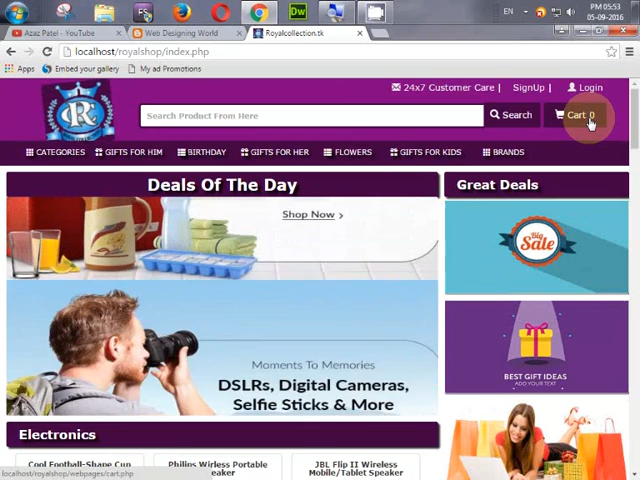 EN
PM 05:53
05-09-2016
Azaz Patel - YouTube
Web Designing World
Royalcollection.tk
localhost/royalshop/index.php
Apps
Embed your gallery
My ad Promotions
24x7 Customer Care |
SignUp |
Login
R
Search Product From Here
Search
Cart 0
CATEGORIES
GIFTS FOR HIM
BIRTHDAY
GIFTS FOR HER
FLOWERS
GIFTS FOR KIDS
BRANDS
Deals Of The Day
Great Deals
Shop Now >
Big
Sale
Moments To Memories
DSLRs, Digital Cameras,
Selfie Sticks & More
BEST GIFT IDEAS
ADD YOUR TEXT
Electronics
Cool Football-Shape Cup
Philips Wirless Portable
JBL Flip II Wireless
Mobile/Tablet Speaker
localhost/royalshop/webpages/cart.php
Dw